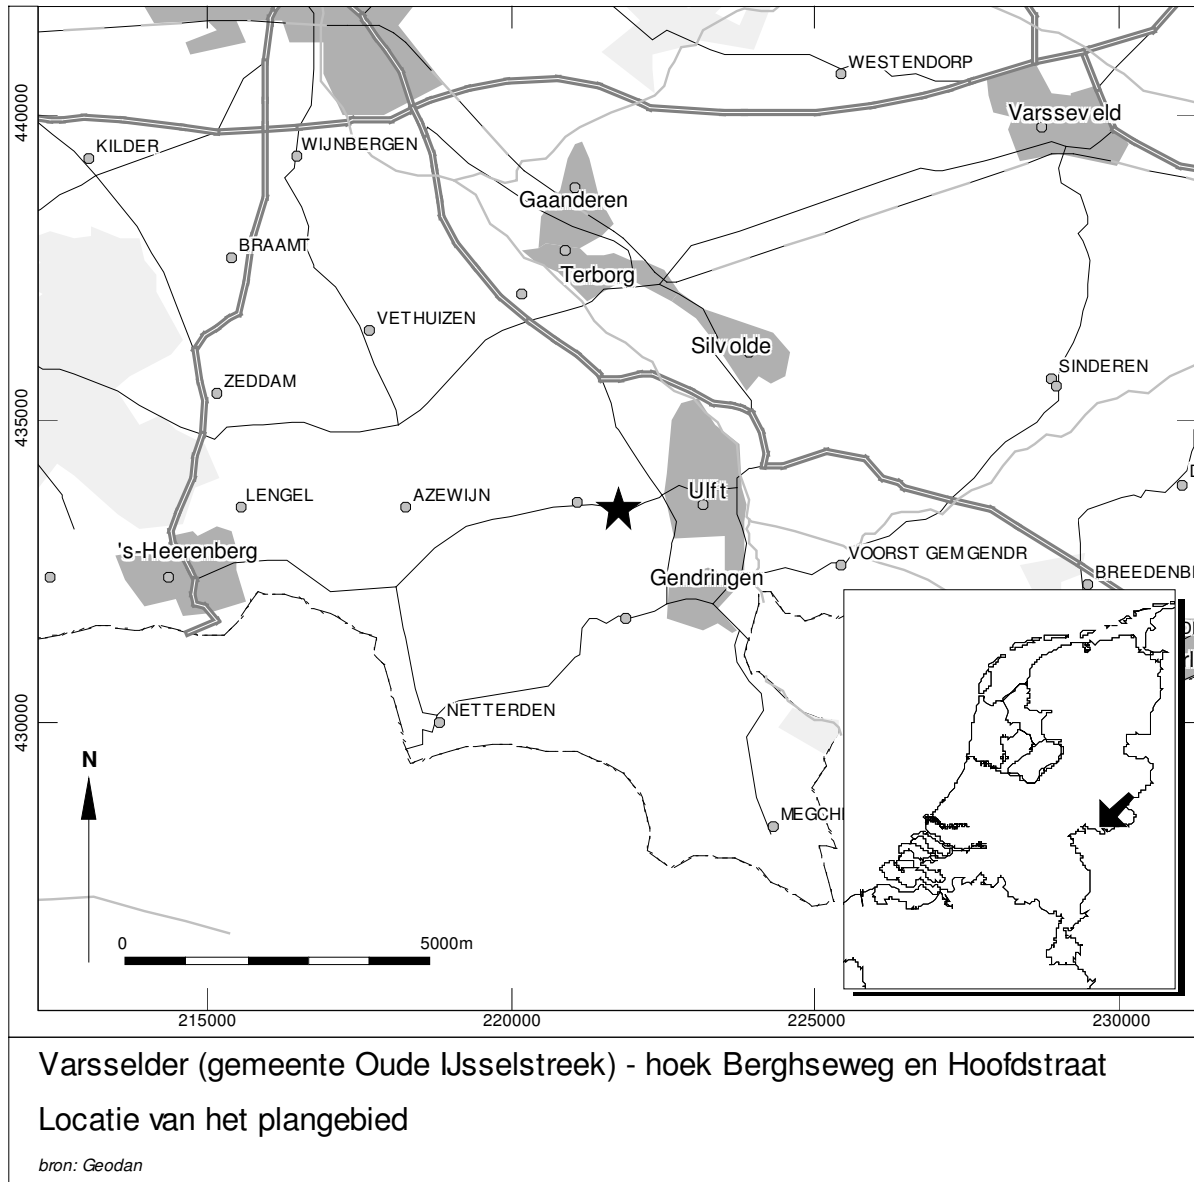 WESTENDORP
440000
Varsseveld
KILDER
WIJNBERGEN
Gaanderen
BRAAMT
Terborg
VETHUIZEN
Silvolde
SINDEREN
ZEDDAM
435000
LENGEL
AZEWIJN
Ulft
's-Heerenberg
VOORST GEM GENDR
Gendringen
BREEDENB
430000
NETTERDEN
N
MEGCH
0
5000m
215000
220000
225000
230000
Varsselder (gemeente Oude IJsselstreek) - hoek Berghseweg en Hoofdstraat
Locatie van het plangebied
bron: Geodan